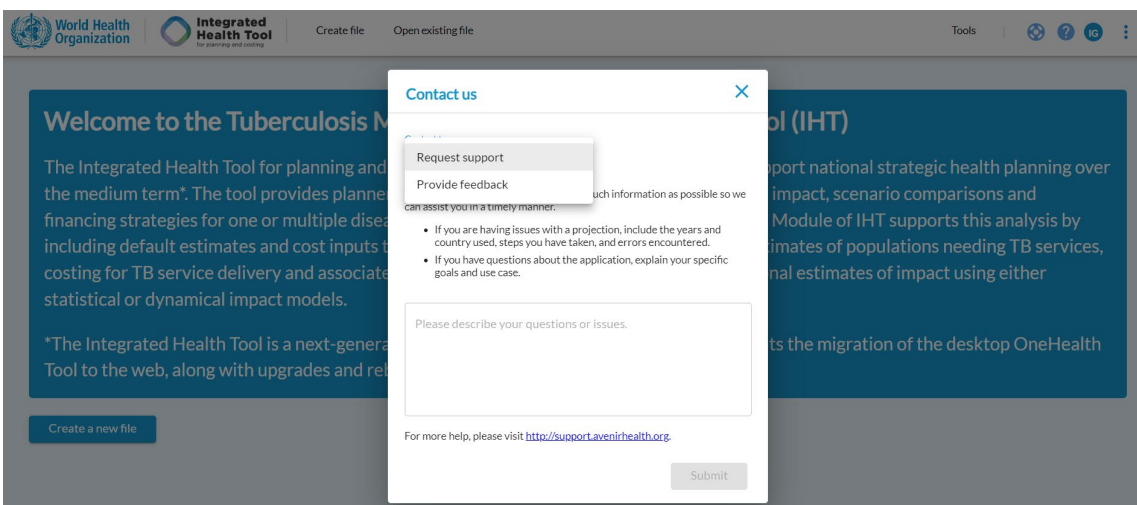 World Health Organization
Integrated Health Tool
for planning and costing
Create file
Open existing file
Tools
IG
Contact us
Request support
Provide feedback
uch information as possible so we
can assist you in a timely manner.
• If you are having issues with a projection, include the years and
country used, steps you have taken, and errors encountered.
• If you have questions about the application, explain your specific
goals and use case.
Please describe your questions or issues.
For more help, please visit http://support.avenirhealth.org.
Submit
Welcome to the Tuberculosis M ol (IHT)
The Integrated Health Tool for planning and pport national strategic health planning over
the medium term*. The tool provides planne impact, scenario comparisons and
financing strategies for one or multiple disea Module of IHT supports this analysis by
including default estimates and cost inputs t imates of populations needing TB services,
costing for TB service delivery and associate nal estimates of impact using either
statistical or dynamical impact models.
*The Integrated Health Tool is a next-genera ts the migration of the desktop OneHealth
Tool to the web, along with upgrades and rel
Create a new file